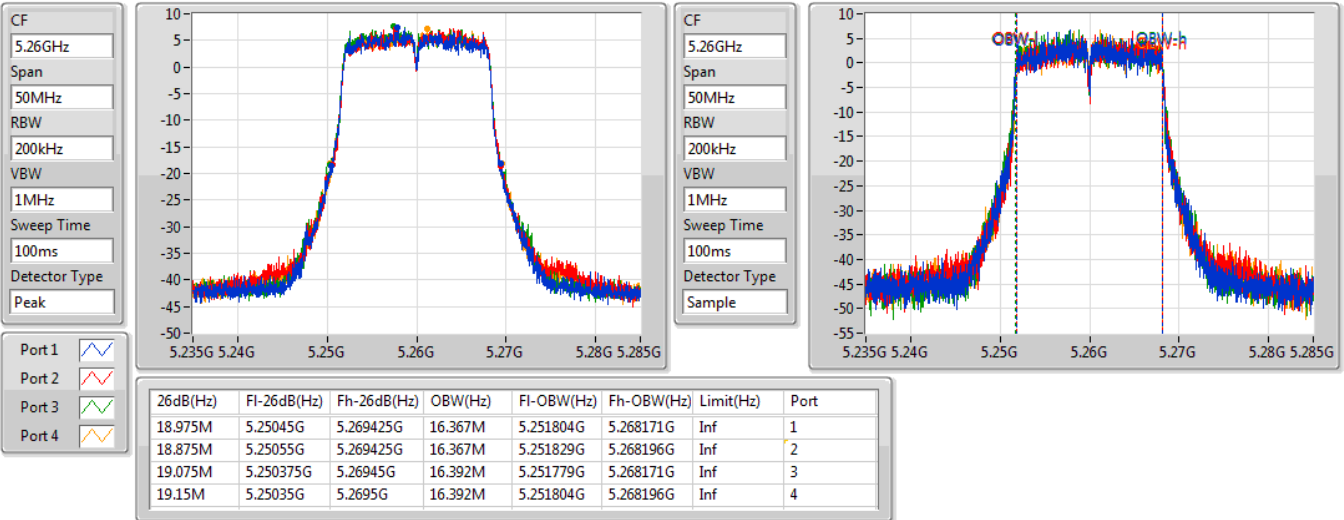 CF
5.26GHz
Span
50MHz
RBW
200kHz
VBW
1MHz
Sweep Time
100ms
Detector Type
Peak
10
5
0
-5
-10
-15
-20
-25
-30
-35
-40
-45
-50
5.235G 5.24G 5.25G 5.26G 5.27G 5.28G 5.285G
CF
5.26GHz
Span
50MHz
RBW
200kHz
VBW
1MHz
Sweep Time
100ms
Detector Type
Sample
10
5
0
-5
-10
-15
-20
-25
-30
-35
-40
-45
-50
-55
OBW-l OBW-h
5.235G 5.24G 5.25G 5.26G 5.27G 5.28G 5.285G
Port 1
Port 2
Port 3
Port 4
26dB(Hz) Fl-26dB(Hz) Fh-26dB(Hz) OBW(Hz) Fl-OBW(Hz) Fh-OBW(Hz) Limit(Hz) Port
18.975M 5.25045G 5.269425G 16.367M 5.251804G 5.268171G Inf 1
18.875M 5.25055G 5.269425G 16.367M 5.251829G 5.268196G Inf 2
19.075M 5.250375G 5.26945G 16.392M 5.251779G 5.268171G Inf 3
19.15M 5.25035G 5.2695G 16.392M 5.251804G 5.268196G Inf 4